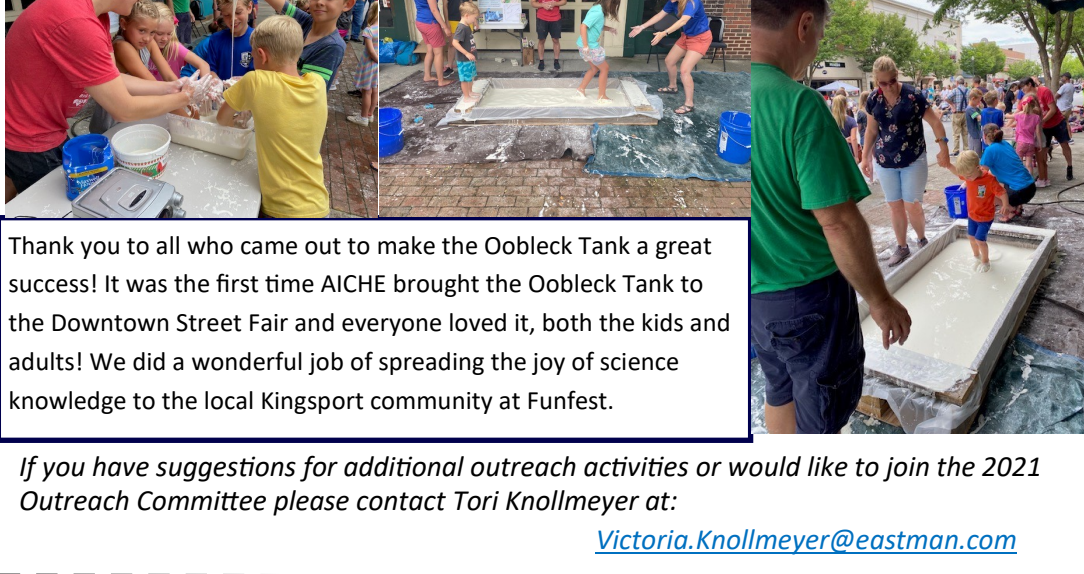 Thank you to all who came out to make the Oobleck Tank a great
success! It was the first time AICHE brought the Oobleck Tank to
the Downtown Street Fair and everyone loved it, both the kids and
adults! We did a wonderful job of spreading the joy of science
knowledge to the local Kingsport community at Funfest.
If you have suggestions for additional outreach activities or would like to join the 2021
Outreach Committee please contact Tori Knollmeyer at:
Victoria.Knollmeyer@eastman.com